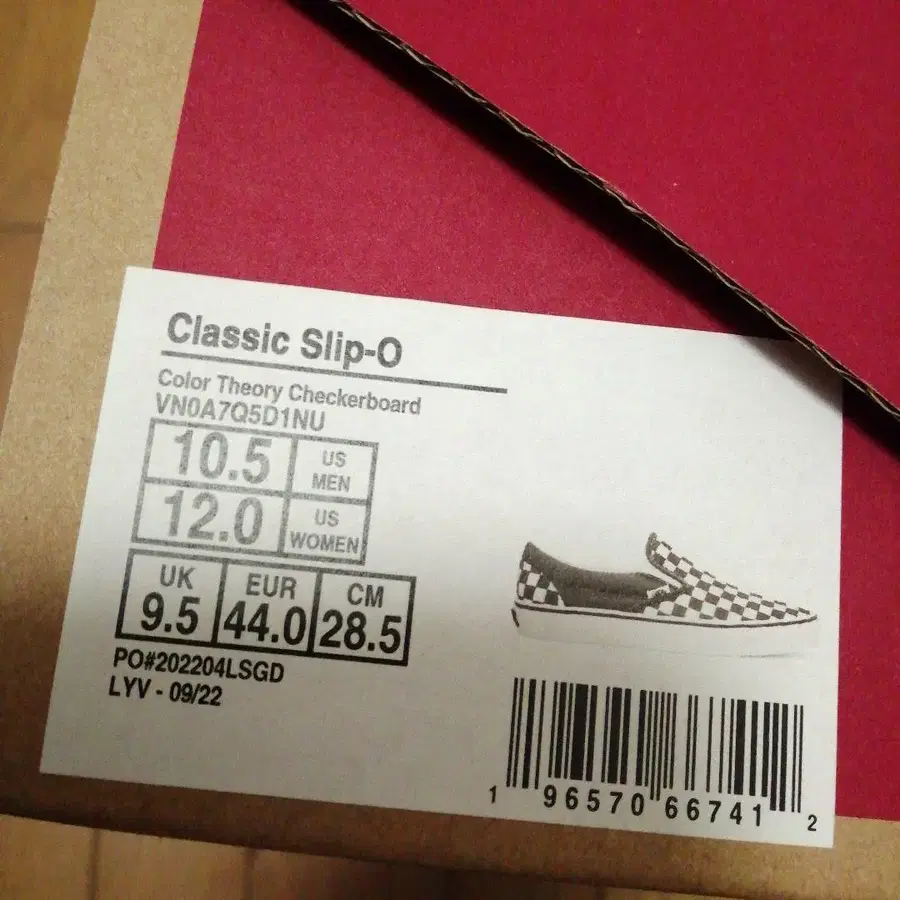 Classic Slip-O
Color Theory Checkerboard
VN0A7Q5D1NU
10.5 US MEN
12.0 US WOMEN
UK EUR CM
9.5 44.0 28.5
PO#202204LSGD
LYV - 09/22
1 96570 66741 2